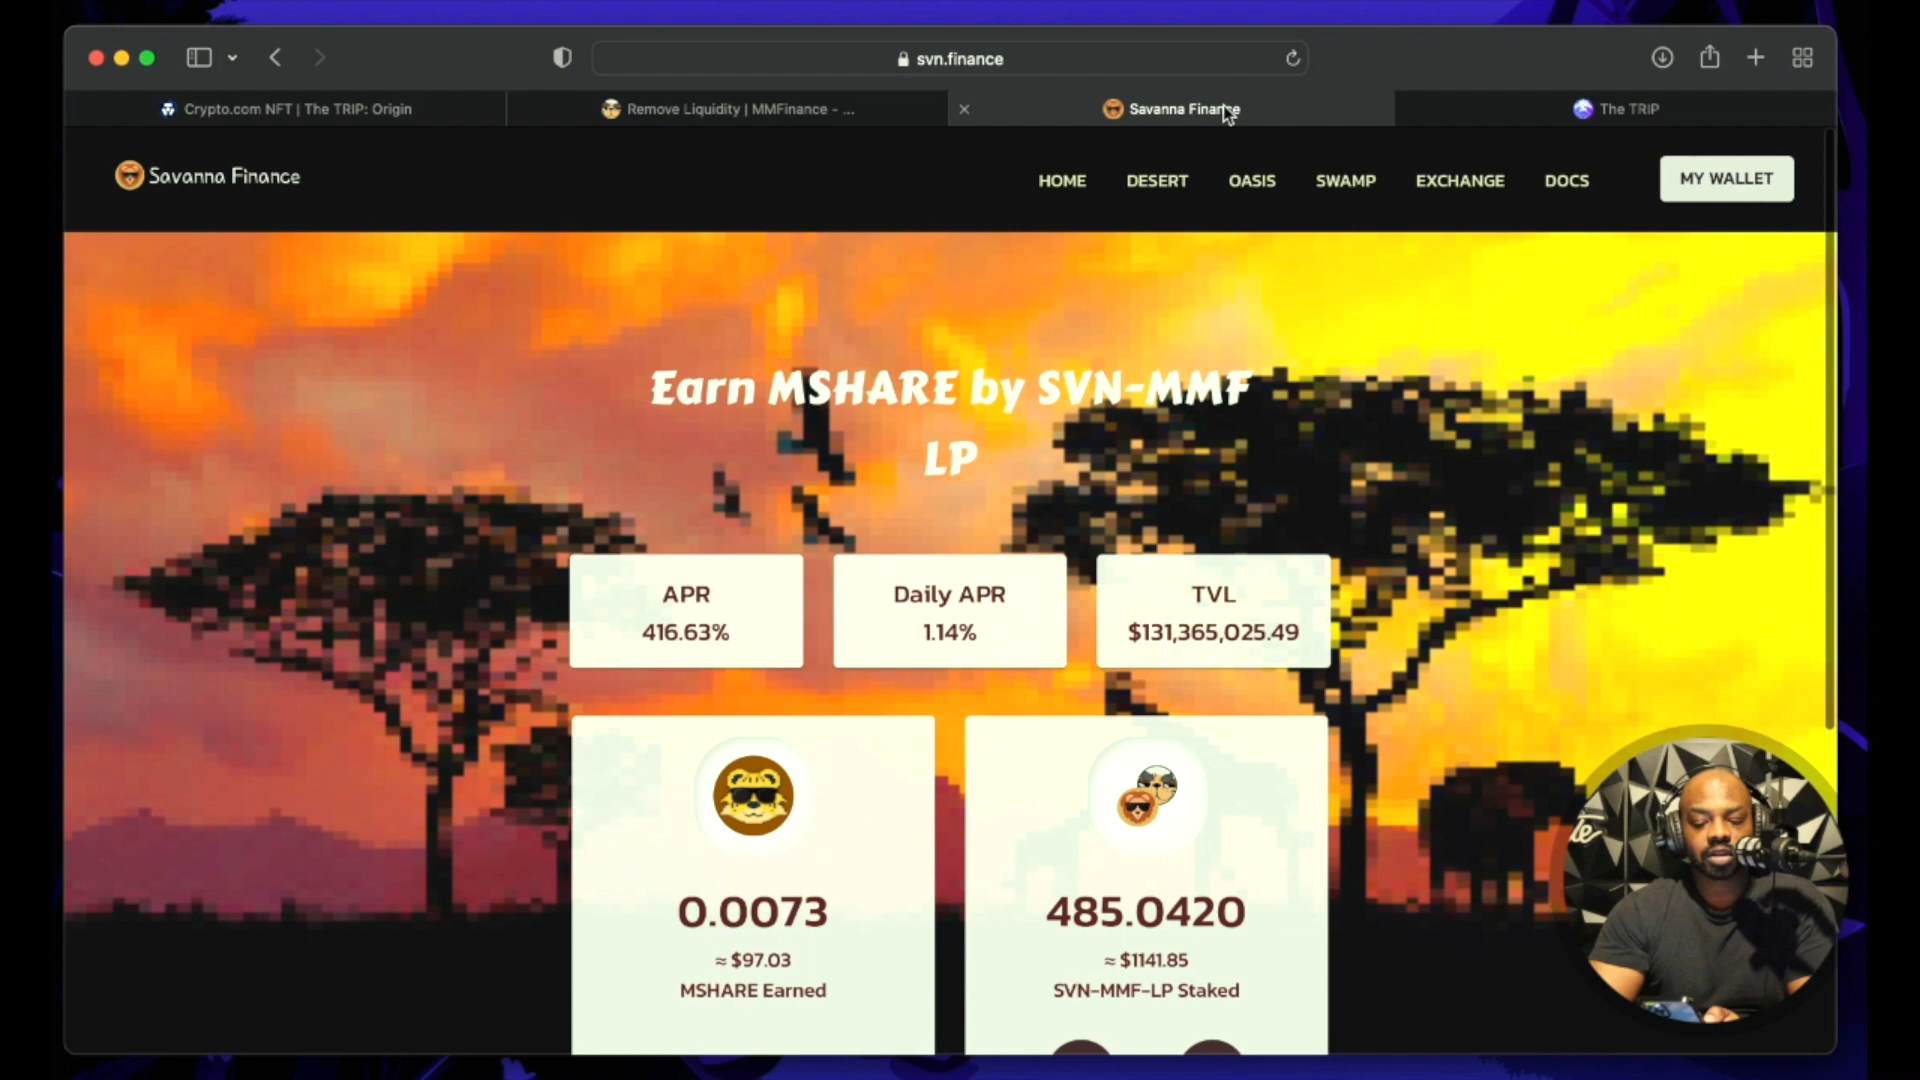 svn.finance
Crypto.com NFT | The TRIP: Origin
Remove Liquidity | MMFinance - ...
Savanna Finance
The TRIP
Savanna Finance
HOME
DESERT
OASIS
SWAMP
EXCHANGE
DOCS
MY WALLET
Earn MSHARE by SVN-MMF
LP
APR
416.63%
Daily APR
1.14%
TVL
$131,365,025.49
0.0073
≈ $97.03
MSHARE Earned
485.0420
≈ $1141.85
SVN-MMF-LP Staked